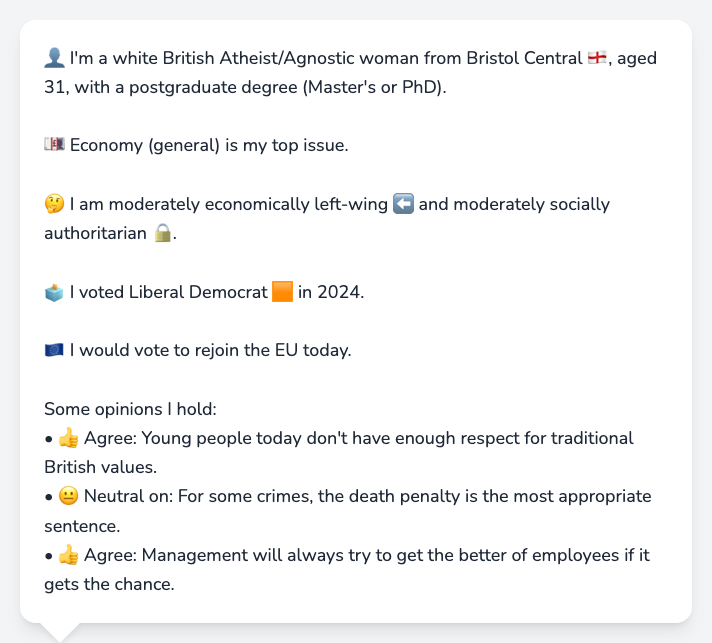 👤 I'm a white British Atheist/Agnostic woman from Bristol Central 🏴󠁧󠁢󠁥󠁮󠁧󠁿, aged
31, with a postgraduate degree (Master's or PhD).
💷 Economy (general) is my top issue.
🤔 I am moderately economically left-wing ⬅️ and moderately socially
authoritarian 🔒.
🗳️ I voted Liberal Democrat 🟧 in 2024.
🇪🇺 I would vote to rejoin the EU today.
Some opinions I hold:
• 👍 Agree: Young people today don't have enough respect for traditional
British values.
• 😐 Neutral on: For some crimes, the death penalty is the most appropriate
sentence.
• 👍 Agree: Management will always try to get the better of employees if it
gets the chance.